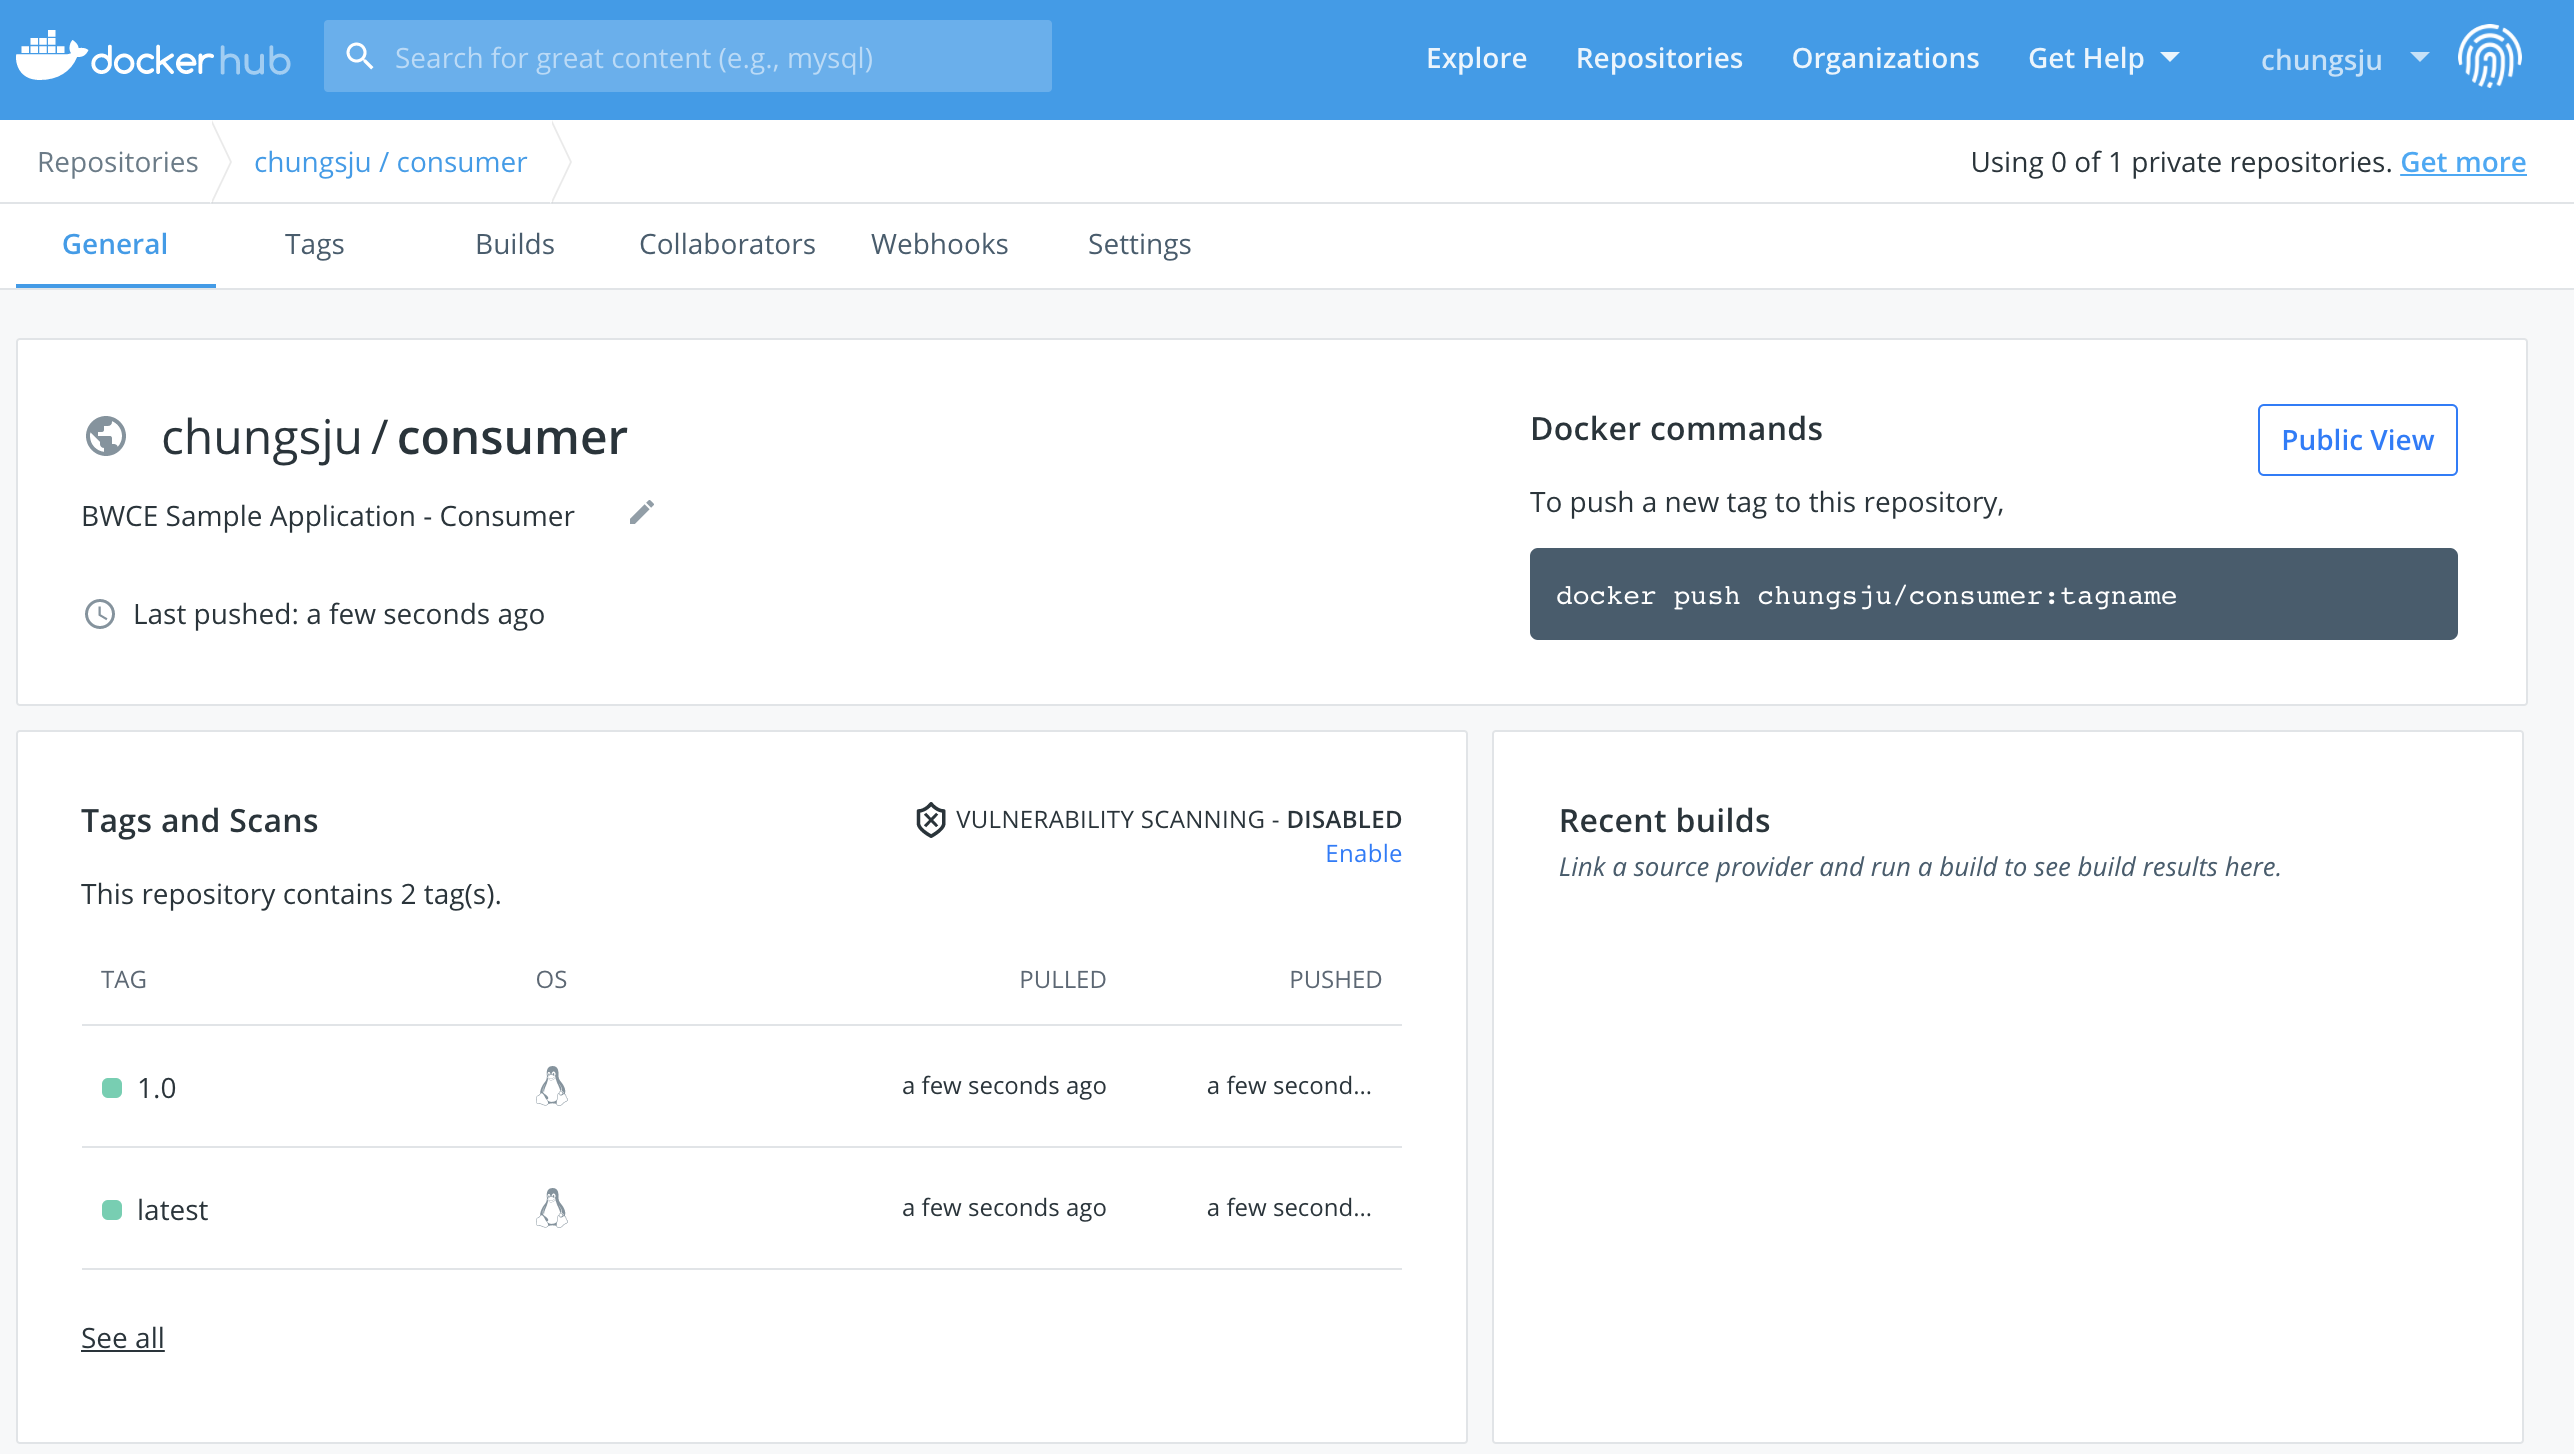 docker hub
Search for great content (e.g., mysql)
Explore
Repositories
Organizations
Get Help
chungsju
Repositories
chungsju / consumer
Using 0 of 1 private repositories. Get more
General
Tags
Builds
Collaborators
Webhooks
Settings
chungsju / consumer
BWCE Sample Application - Consumer
Last pushed: a few seconds ago
Docker commands
Public View
To push a new tag to this repository,
docker push chungsju/consumer:tagname
Tags and Scans
VULNERABILITY SCANNING - DISABLED
Enable
This repository contains 2 tag(s).
TAG OS PULLED PUSHED
1.0 a few seconds ago a few second...
latest a few seconds ago a few second...
See all
Recent builds
Link a source provider and run a build to see build results here.